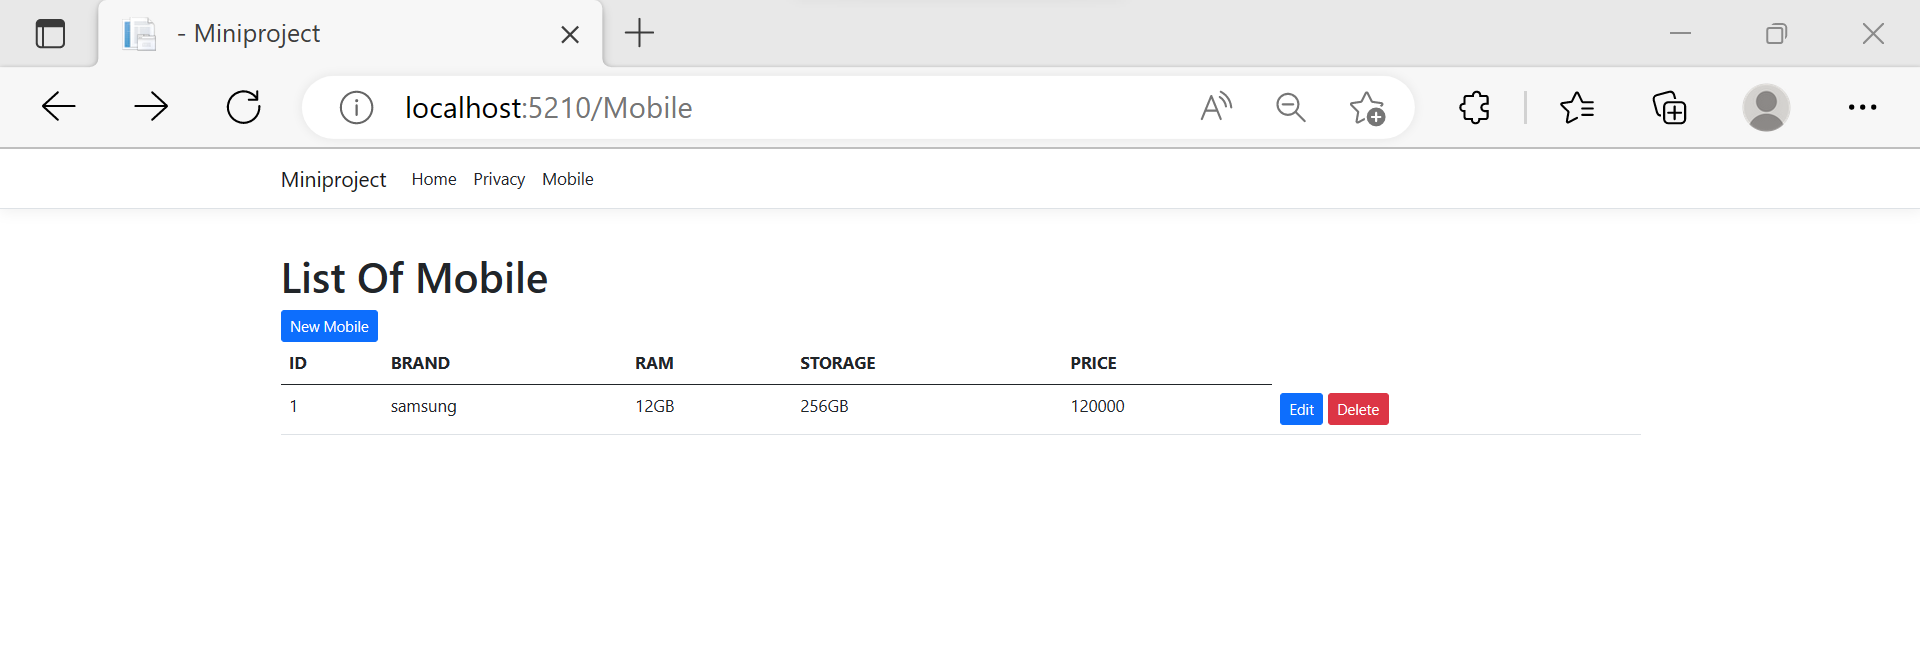 - Miniproject
localhost:5210/Mobile
Miniproject Home Privacy Mobile
List Of Mobile
New Mobile
ID BRAND RAM STORAGE PRICE
1 samsung 12GB 256GB 120000 Edit Delete